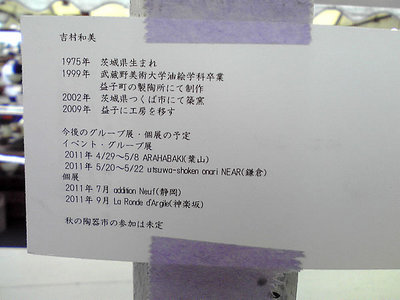 吉村和美
1975年 茨城県生まれ
1999年 武蔵野美術大学油絵学科卒業
益子町の製陶所にて制作
2002年 茨城県つくば市にて築窯
2009年 益子に工房を移す
今後のグループ展・個展の予定
イベント・グループ展
2011年 4/29～5/8 ARAHABAKI(葉山)
2011年 5/20～5/22 utsuwa-shoken onari NEAR(鎌倉)
個展
2011年 7月 addition Neuf(静岡)
2011年 9月 La Ronde d'Argile(神楽坂)
秋の陶器市の参加は未定